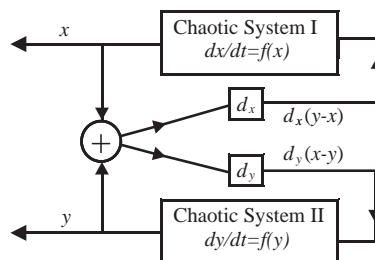 x
Chaotic System I
dx/dt=f(x)
d_x
d_x(y-x)
+
d_y(x-y)
d_y
y
Chaotic System II
dy/dt=f(y)